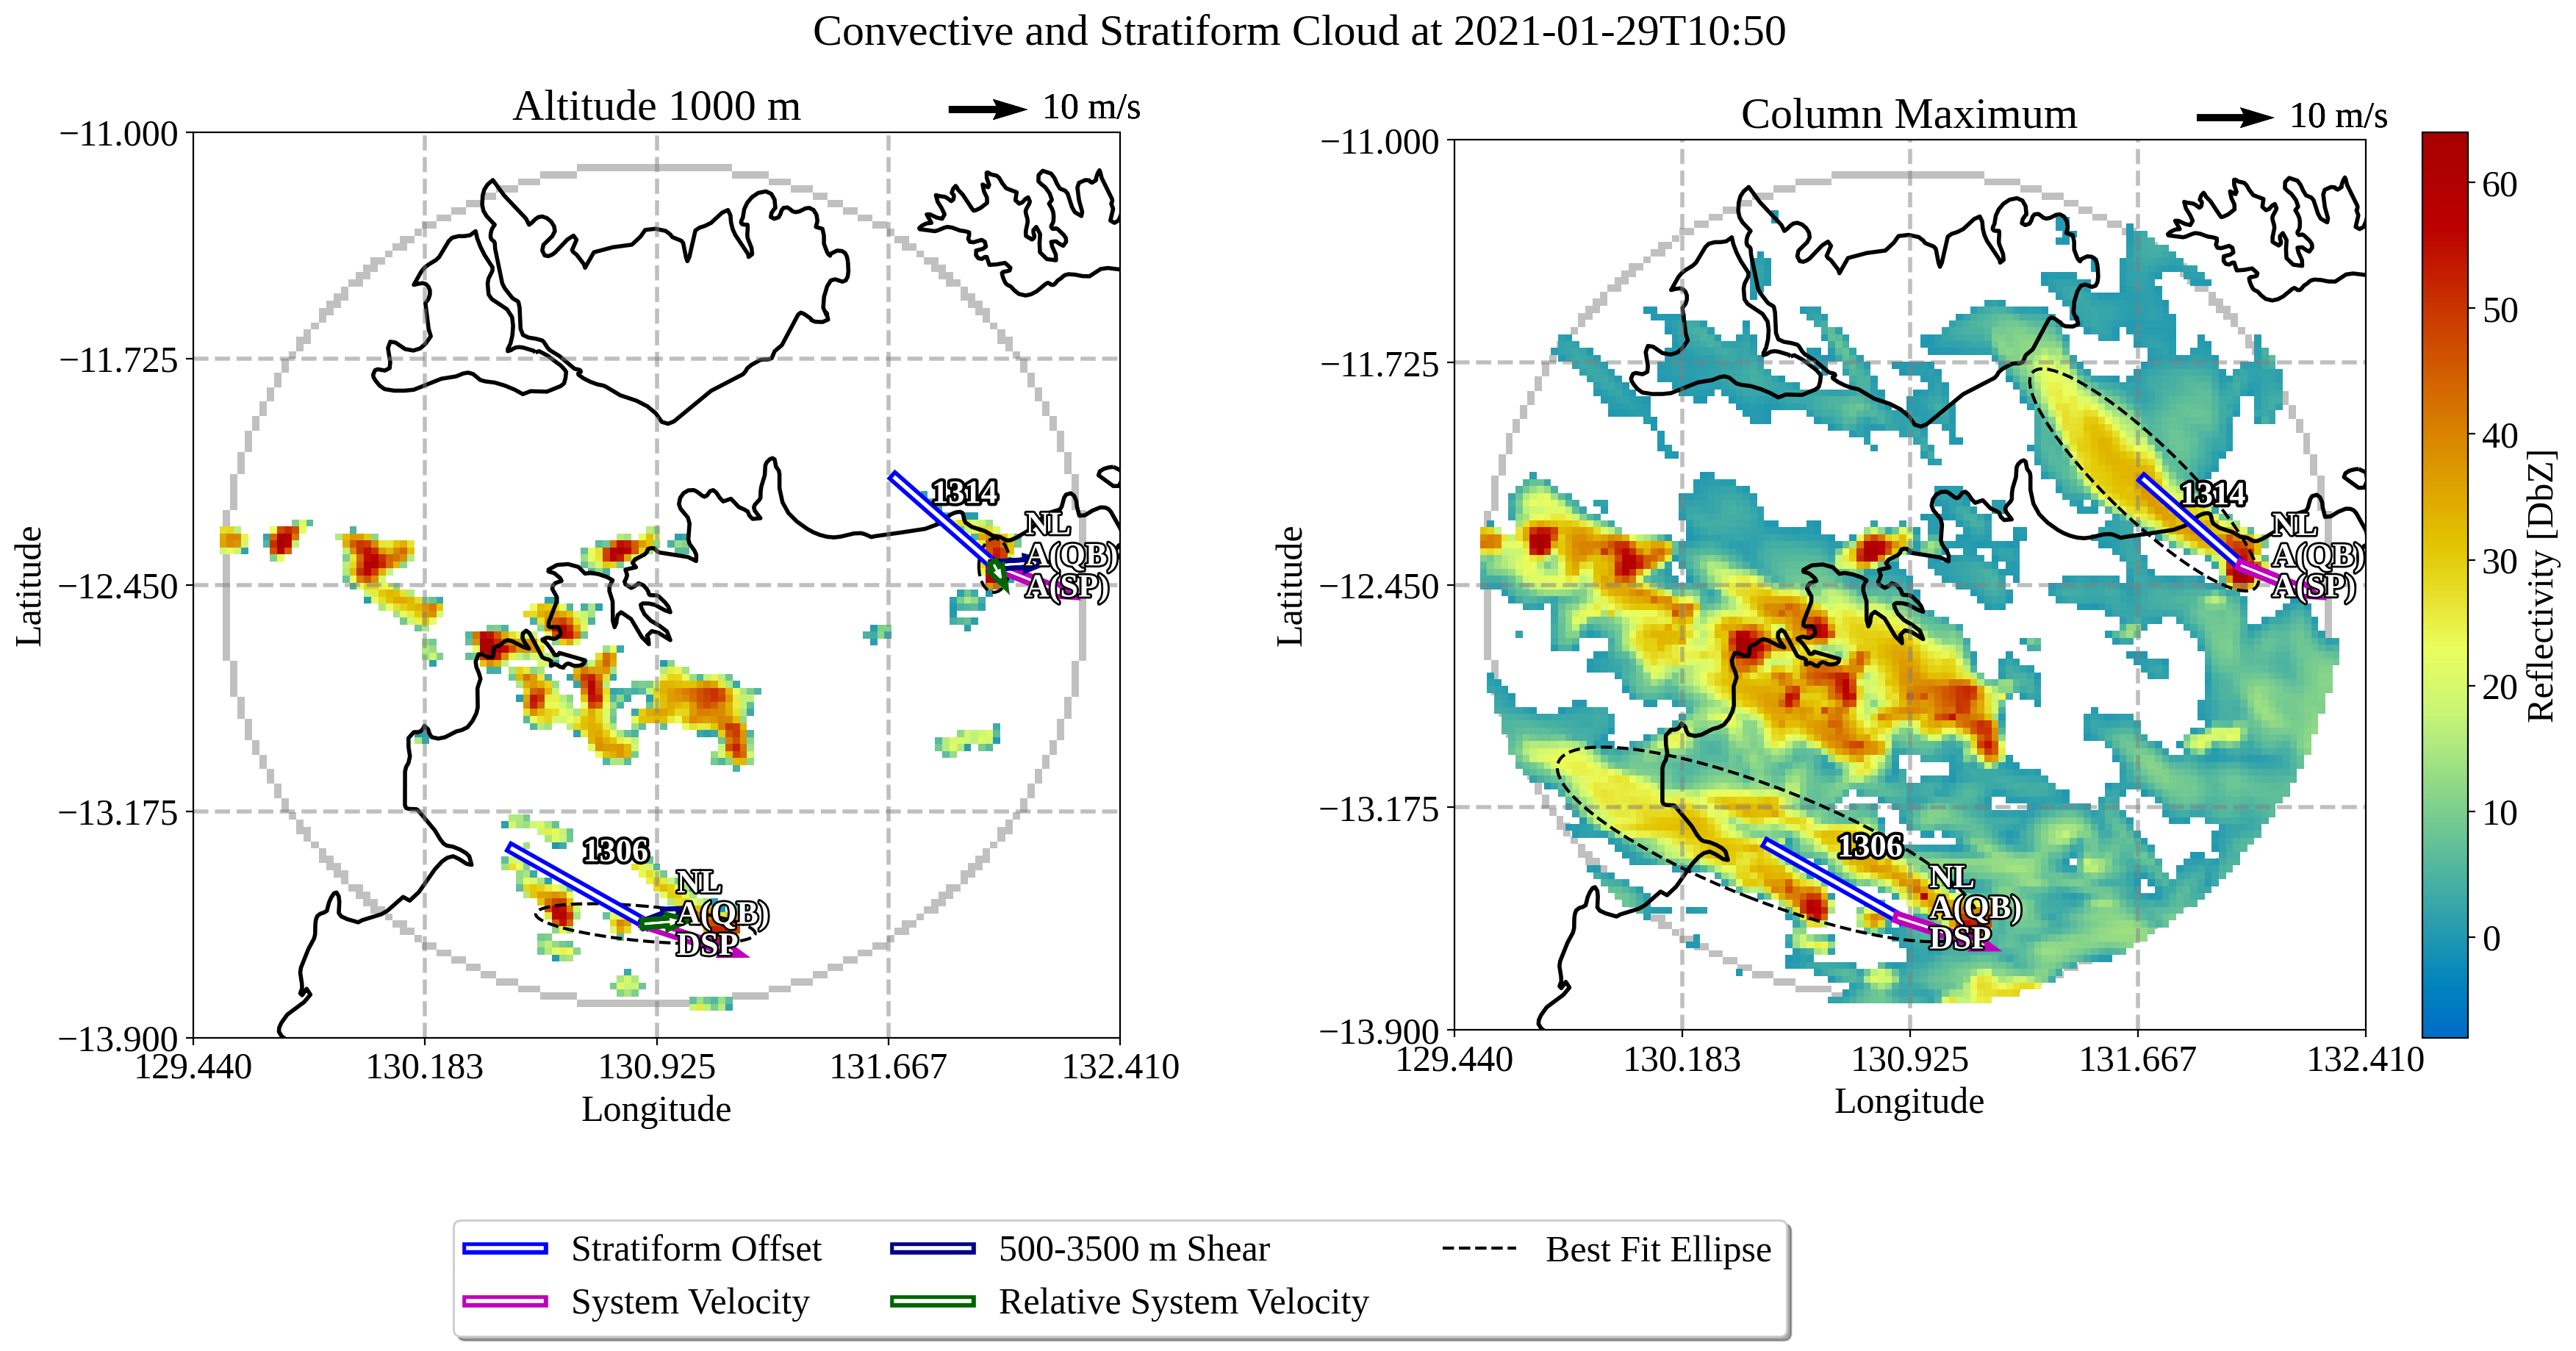 Convective and Stratiform Cloud at 2021-01-29T10:50
Altitude 1000 m
10 m/s
−11.000
−11.725
−12.450
−13.175
−13.900
Latitude
129.440
130.183
130.925
131.667
132.410
Longitude
1314
NL
A(QB)
A(SP)
1306
NL
A(QB)
DSP
Column Maximum
10 m/s
−11.000
−11.725
−12.450
−13.175
−13.900
Latitude
129.440
130.183
130.925
131.667
132.410
Longitude
1314
NL
A(QB)
A(SP)
1306
NL
A(QB)
DSP
60
50
40
30
20
10
0
Reflectivity [DbZ]
Stratiform Offset
System Velocity
500-3500 m Shear
Relative System Velocity
Best Fit Ellipse